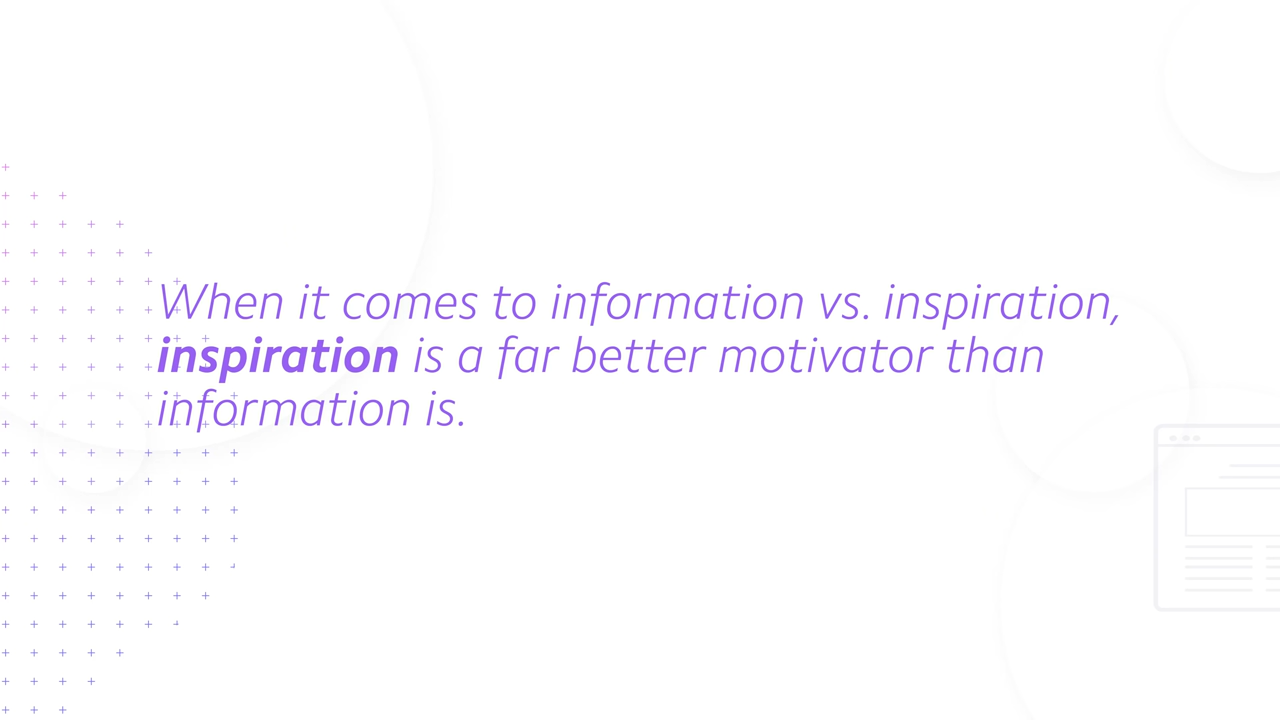 When it comes to information vs. inspiration,
inspiration is a far better motivator than
information is.